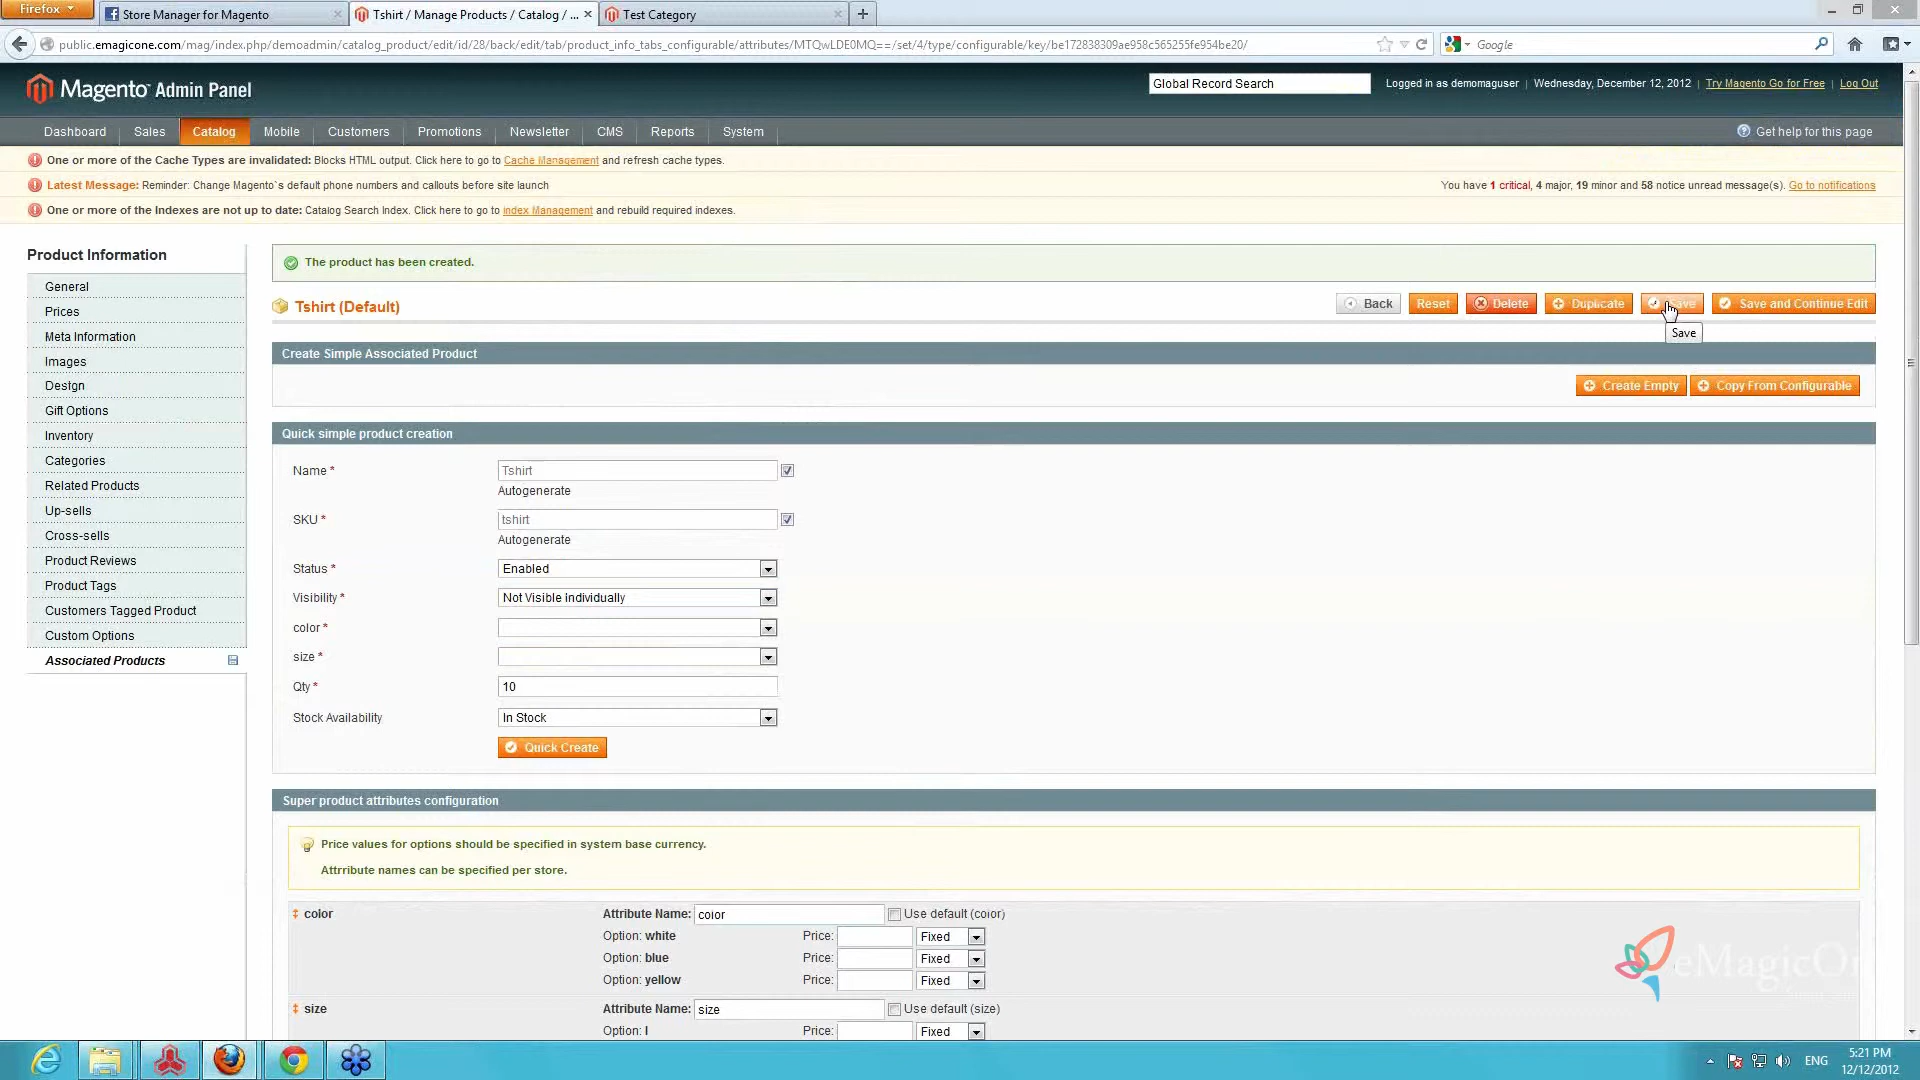 Firefox
Store Manager for Magento
Tshirt / Manage Products / Catalog / ...
Test Category
public.emagicone.com/mag/index.php/demoadmin/catalog_product/edit/id/28/back/edit/tab/product_info_tabs_configurable/attributes/MTQwLDE0MQ==/set/4/type/configurable/key/be172838309ae958c565255fe954be20/
Google
Magento Admin Panel
Global Record Search
Logged in as demomaguser | Wednesday, December 12, 2012 | Try Magento Go for Free | Log Out
Dashboard Sales Catalog Mobile Customers Promotions Newsletter CMS Reports System
Get help for this page
One or more of the Cache Types are invalidated: Blocks HTML output. Click here to go to Cache Management and refresh cache types.
Latest Message: Reminder: Change Magento`s default phone numbers and callouts before site launch
You have 1 critical, 4 major, 19 minor and 58 notice unread message(s). Go to notifications
One or more of the Indexes are not up to date: Catalog Search Index. Click here to go to Index Management and rebuild required indexes.
Product Information
General
Prices
Meta Information
Images
Design
Gift Options
Inventory
Categories
Related Products
Up-sells
Cross-sells
Product Reviews
Product Tags
Customers Tagged Product
Custom Options
Associated Products
The product has been created.
Tshirt (Default)
Back Reset Delete Duplicate Save Save and Continue Edit
Save
Create Simple Associated Product
Create Empty Copy From Configurable
Quick simple product creation
Name * Tshirt
Autogenerate
SKU * tshirt
Autogenerate
Status * Enabled
Visibility * Not Visible Individually
color *
size *
Qty * 10
Stock Availability In Stock
Quick Create
Super product attributes configuration
Price values for options should be specified in system base currency.
Attrribute names can be specified per store.
color Attribute Name: color Use default (color)
Option: white Price: Fixed
Option: blue Price: Fixed
Option: yellow Price: Fixed
size Attribute Name: size Use default (size)
Option: l Price: Fixed
eMagicOn
ENG
5:21 PM
12/12/2012